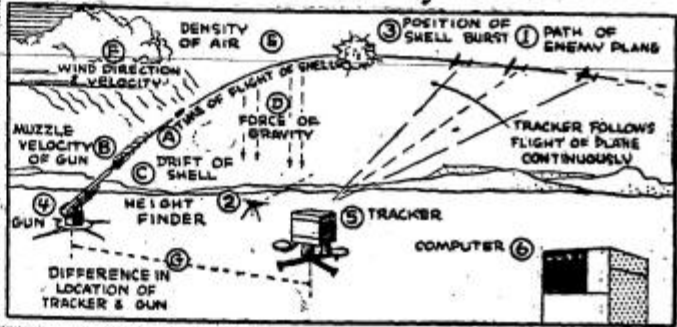 DENSITY
OF AIR
E
3 POSITION OF
SHELL BURST
1 PATH OF
ENEMY PLANE
F
WIND DIRECTION
& VELOCITY
TIME OF FLIGHT OF SHELL
A
D
FORCE OF
GRAVITY
MUZZLE
VELOCITY
OF GUN
B
C
DRIFT OF
SHELL
TRACKER FOLLOWS
FLIGHT OF PLANE
CONTINUOUSLY
4
GUN
HEIGHT
FINDER
2
5 TRACKER
COMPUTER 6
G
DIFFERENCE IN
LOCATION OF
TRACKER & GUN